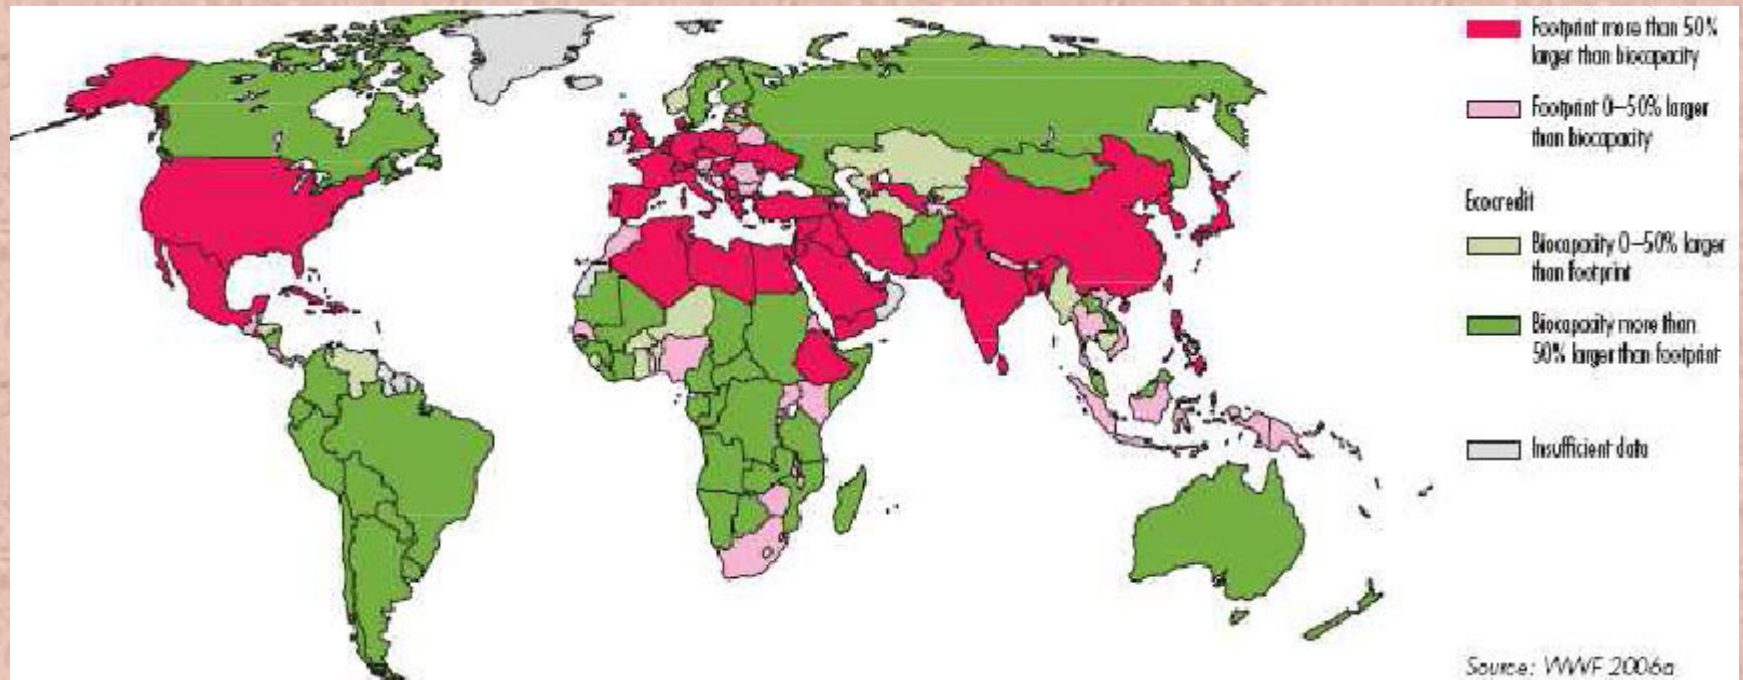 Footprint more than 50%
larger than biocapacity
Footprint 0–50% larger
than biocapacity
Ecocredit
Biocapacity 0–50% larger
than footprint
Biocapacity more than
50% larger than footprint
Insufficient data
Source: WWF 2006a